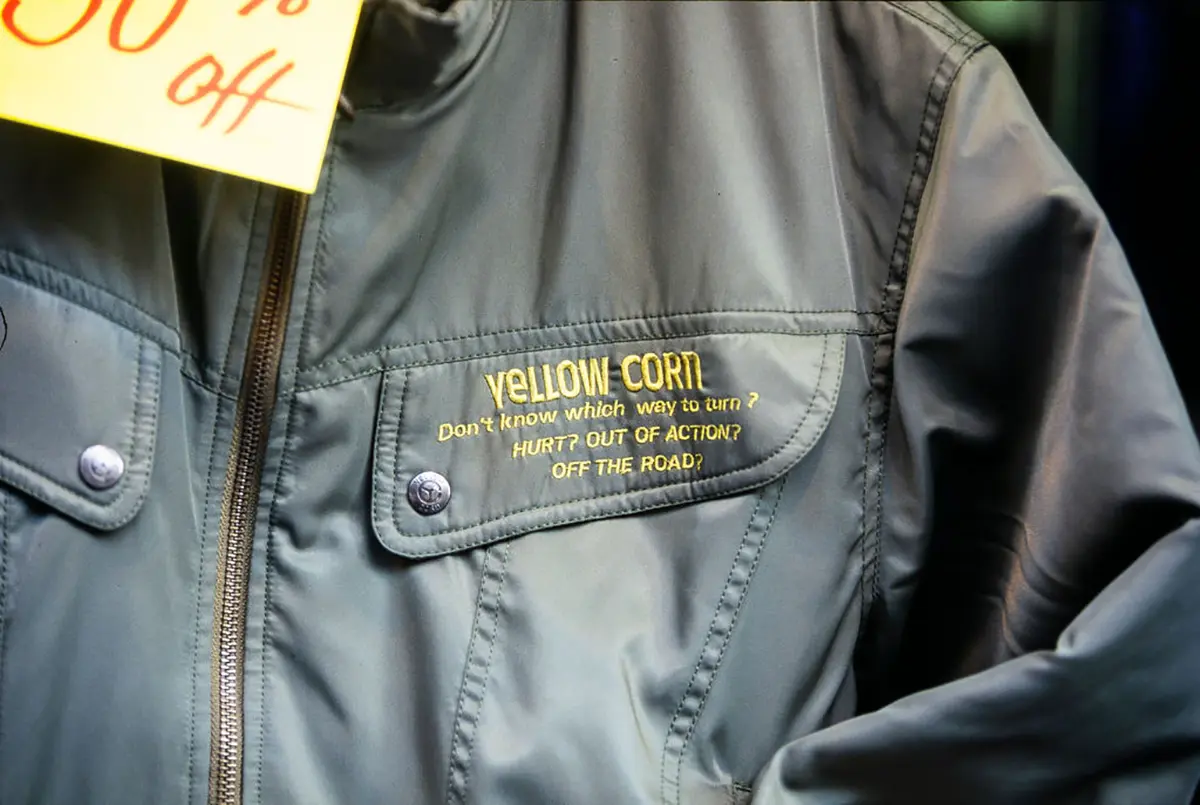 % 
off
YeLLOW CORn
Don't know which way to turn ?
HURT? OUT OF ACTION?
OFF THE ROAD?